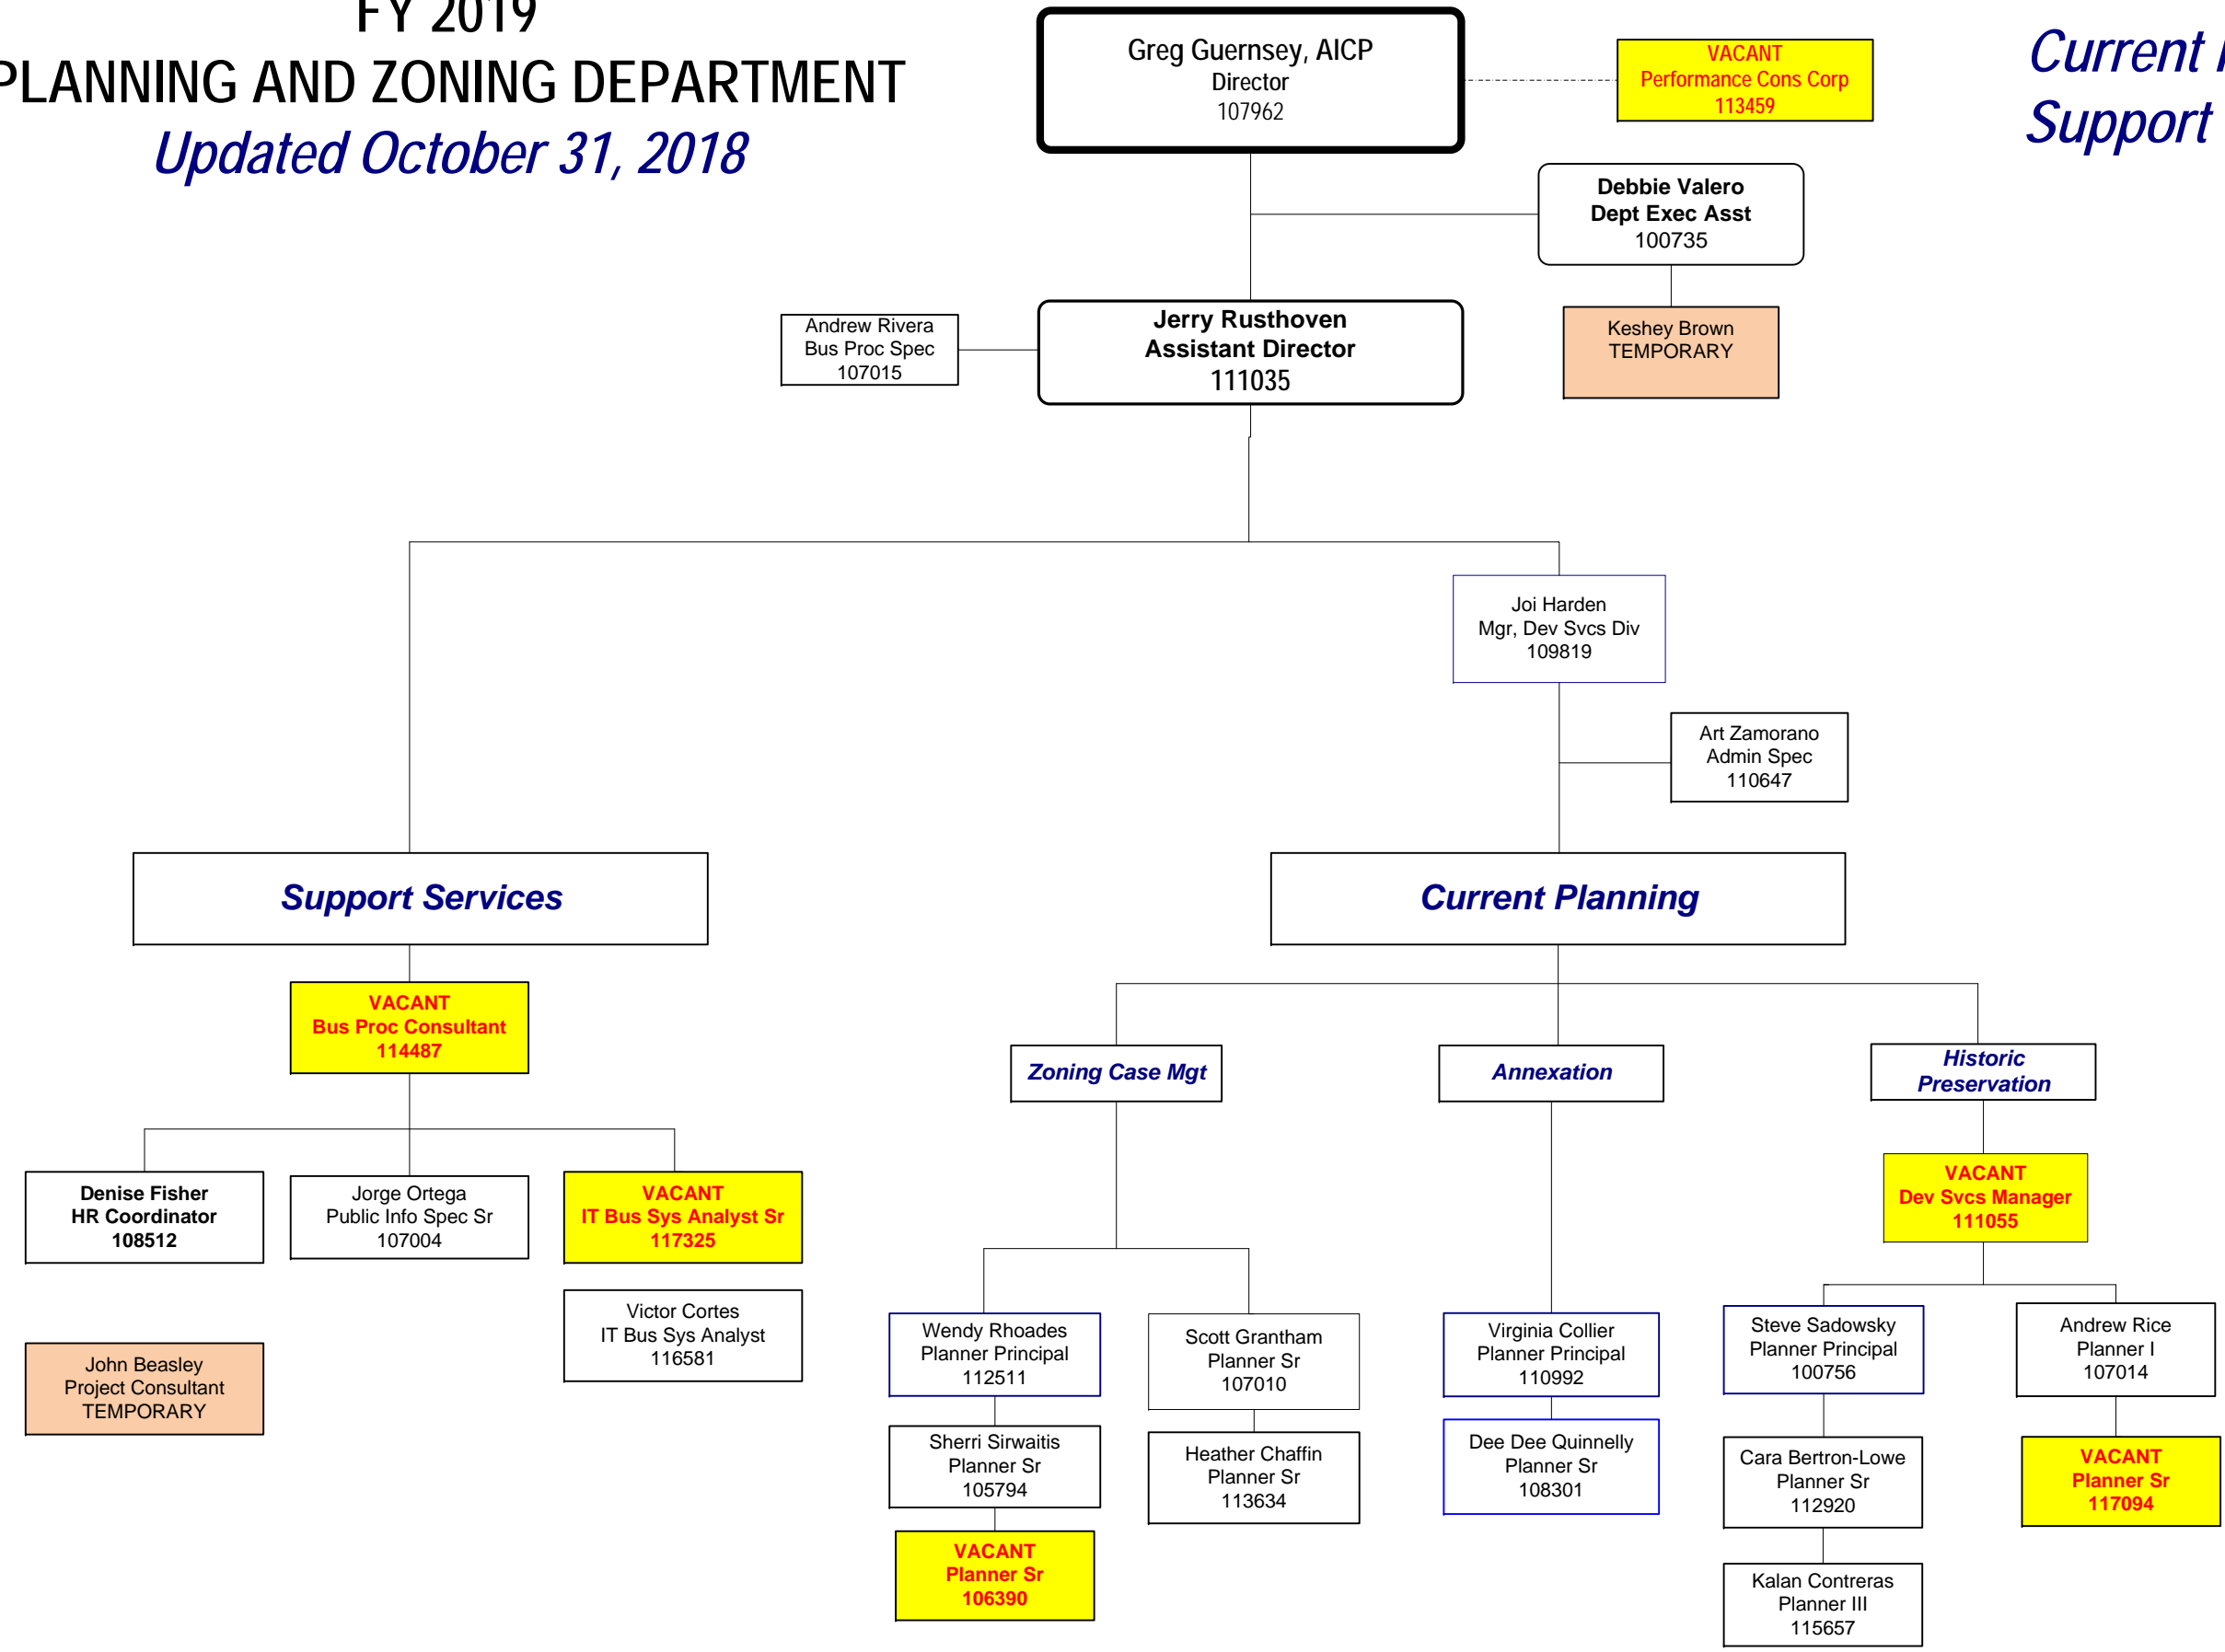 FY 2019
PLANNING AND ZONING DEPARTMENT
Updated October 31, 2018
Current
Support
Greg Guernsey, AICP
Director
107962
VACANT
Performance Cons Corp
113459
Debbie Valero
Dept Exec Asst
100735
Keshey Brown
TEMPORARY
Andrew Rivera
Bus Proc Spec
107015
Jerry Rusthoven
Assistant Director
111035
Joi Harden
Mgr, Dev Svcs Div
109819
Art Zamorano
Admin Spec
110647
Support Services
Current Planning
VACANT
Bus Proc Consultant
114487
Zoning Case Mgt
Annexation
Historic
Preservation
Denise Fisher
HR Coordinator
108512
Jorge Ortega
Public Info Spec Sr
107004
VACANT
IT Bus Sys Analyst Sr
117325
VACANT
Dev Svcs Manager
111055
John Beasley
Project Consultant
TEMPORARY
Victor Cortes
IT Bus Sys Analyst
116581
Wendy Rhoades
Planner Principal
112511
Scott Grantham
Planner Sr
107010
Virginia Collier
Planner Principal
110992
Steve Sadowsky
Planner Principal
100756
Andrew Rice
Planner I
107014
Sherri Sirwaitis
Planner Sr
105794
Heather Chaffin
Planner Sr
113634
Dee Dee Quinnelly
Planner Sr
108301
Cara Bertron-Lowe
Planner Sr
112920
VACANT
Planner Sr
117094
VACANT
Planner Sr
106390
Kalan Contreras
Planner III
115657